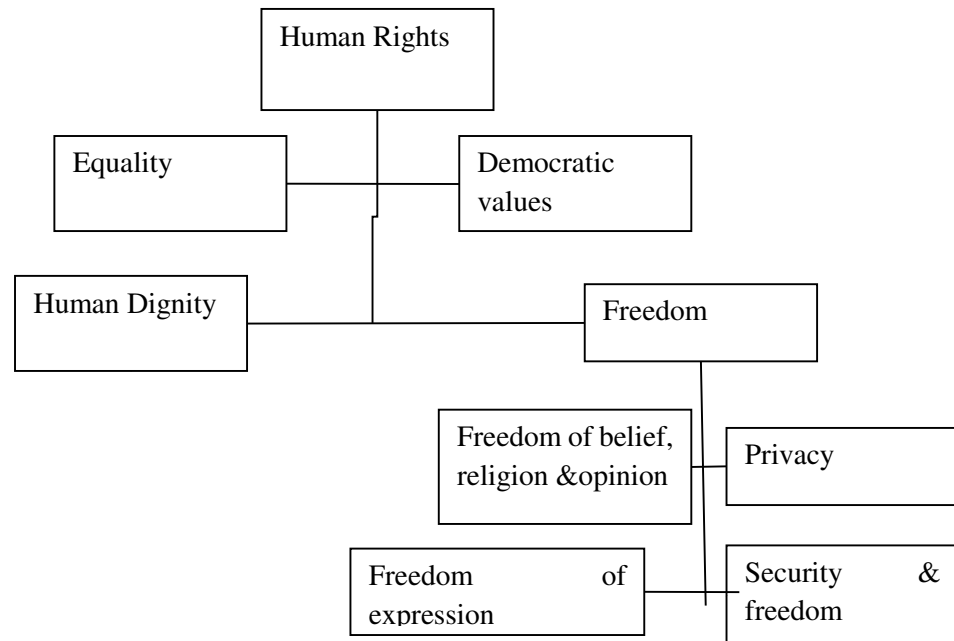 Human Rights
Equality
Democratic
values
Human Dignity
Freedom
Freedom of belief,
religion &opinion
Privacy
Freedom of
expression
Security &
freedom